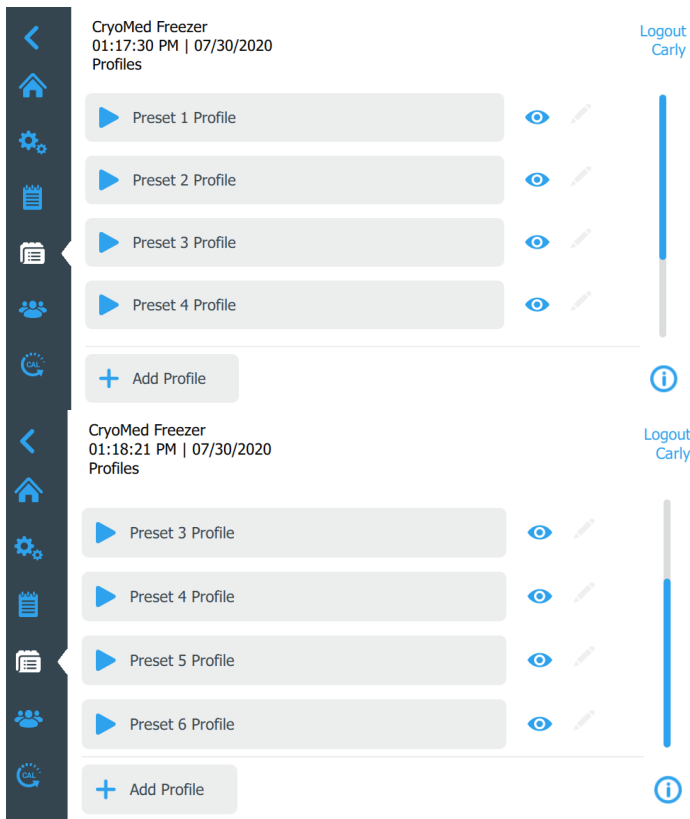 CryoMed Freezer
01:17:30 PM | 07/30/2020
Profiles
Logout
Carly
Preset 1 Profile
Preset 2 Profile
Preset 3 Profile
Preset 4 Profile
CAL
Add Profile
CryoMed Freezer
01:18:21 PM | 07/30/2020
Profiles
Logout
Carly
Preset 3 Profile
Preset 4 Profile
Preset 5 Profile
Preset 6 Profile
CAL
Add Profile